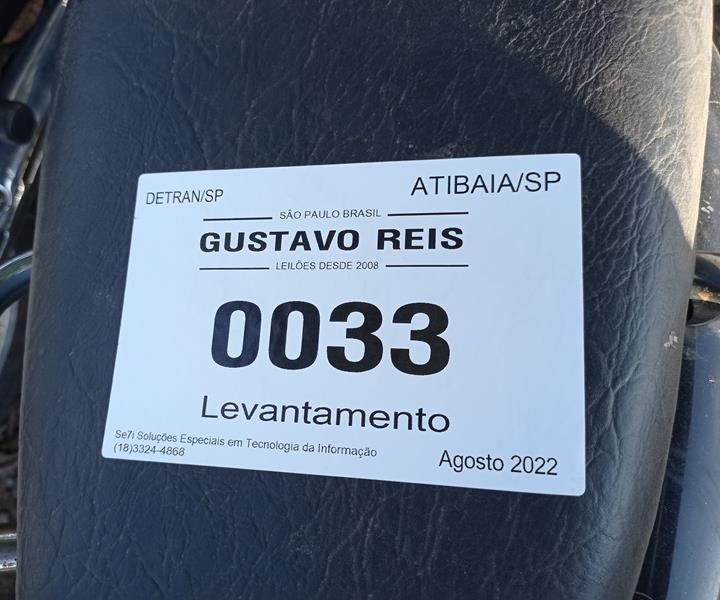 DETRAN/SP
ATIBAIA/SP
SÃO PAULO BRASIL
GUSTAVO REIS
LEILÕES DESDE 2008
0033
Levantamento
Se7i Soluções Especiais em Tecnologia da Informação
(18)3324-4868
Agosto 2022